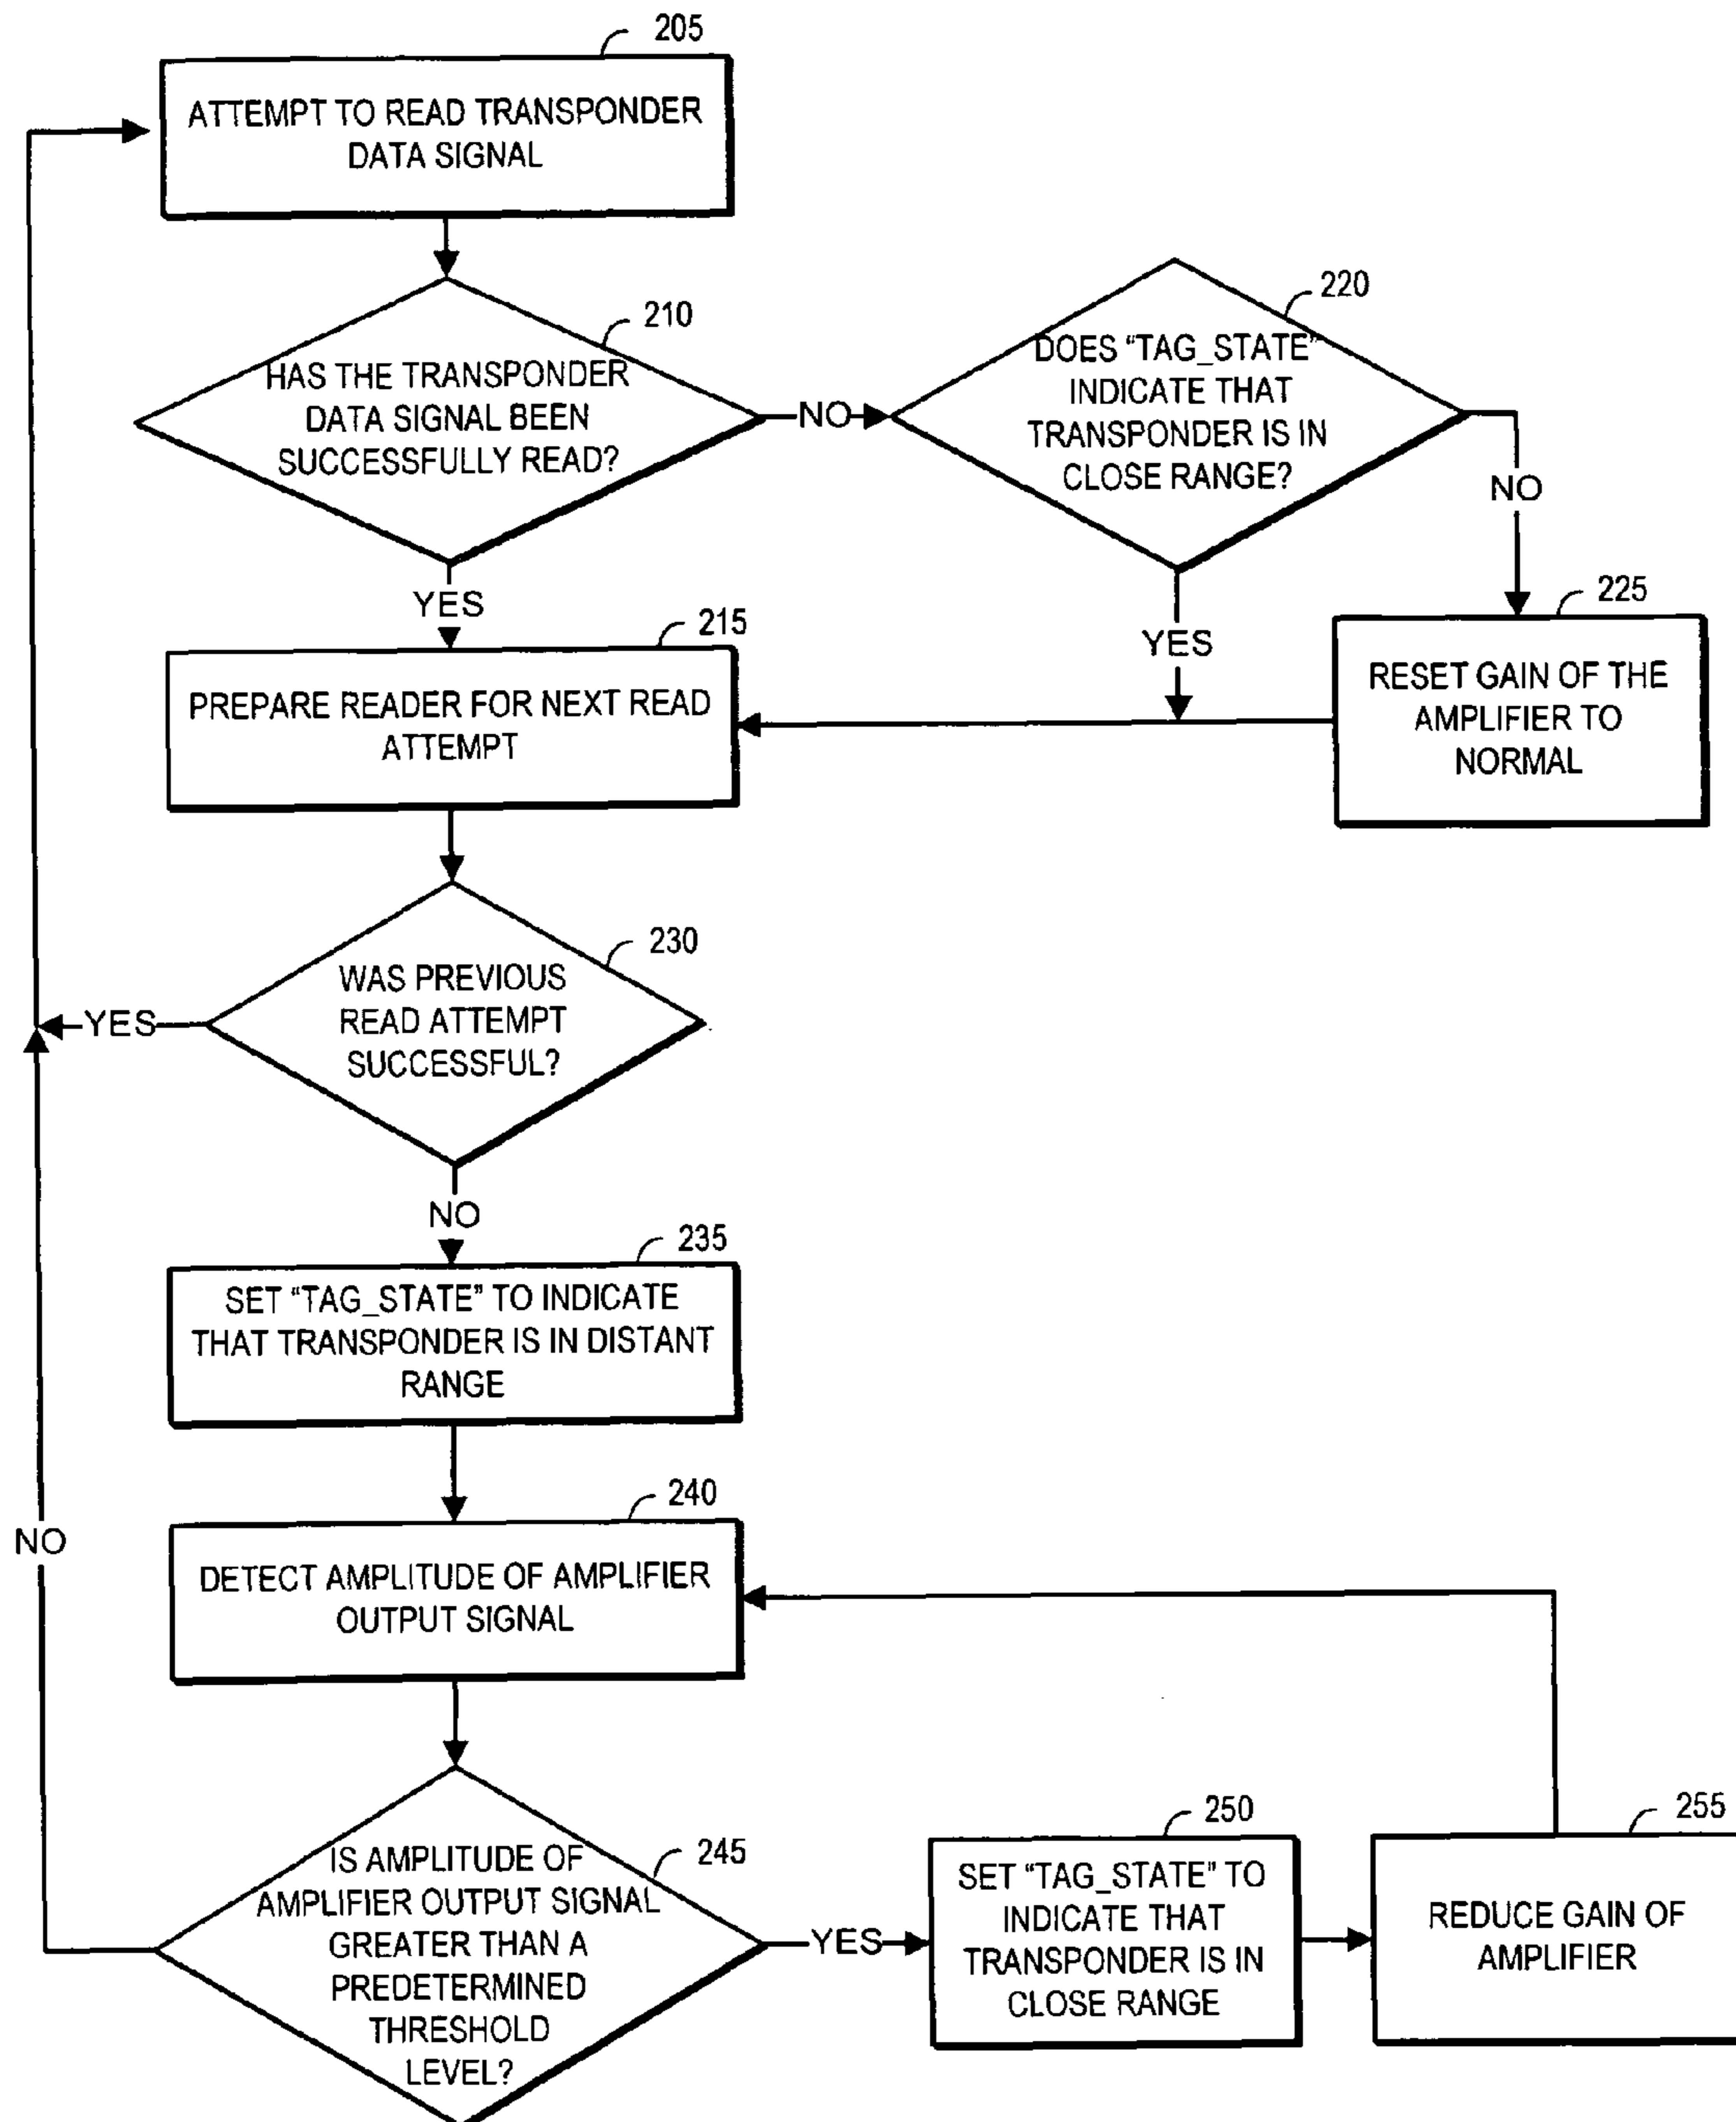 205
ATTEMPT TO READ TRANSPONDER
DATA SIGNAL
210
HAS THE TRANSPONDER
DATA SIGNAL BEEN
SUCCESSFULLY READ?
NO
220
DOES "TAG_STATE"
INDICATE THAT
TRANSPONDER IS IN
CLOSE RANGE?
NO
YES
YES
225
RESET GAIN OF THE
AMPLIFIER TO
NORMAL
215
PREPARE READER FOR NEXT READ
ATTEMPT
230
WAS PREVIOUS
READ ATTEMPT
SUCCESSFUL?
YES
NO
235
SET "TAG_STATE" TO INDICATE
THAT TRANSPONDER IS IN DISTANT
RANGE
240
DETECT AMPLITUDE OF AMPLIFIER
OUTPUT SIGNAL
NO
245
IS AMPLITUDE OF
AMPLIFIER OUTPUT SIGNAL
GREATER THAN A
PREDETERMINED
THRESHOLD
LEVEL?
YES
250
SET "TAG_STATE" TO
INDICATE THAT
TRANSPONDER IS IN
CLOSE RANGE
255
REDUCE GAIN OF
AMPLIFIER